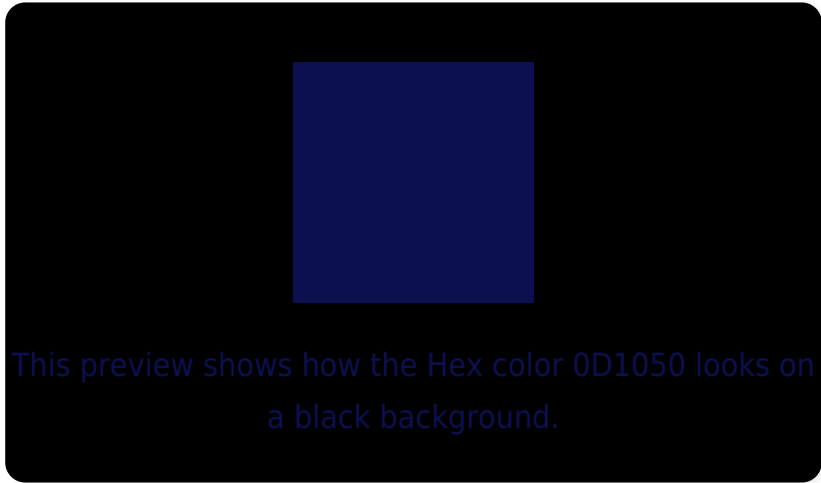 This preview shows how the Hex color 0D1050 looks on
a black background.